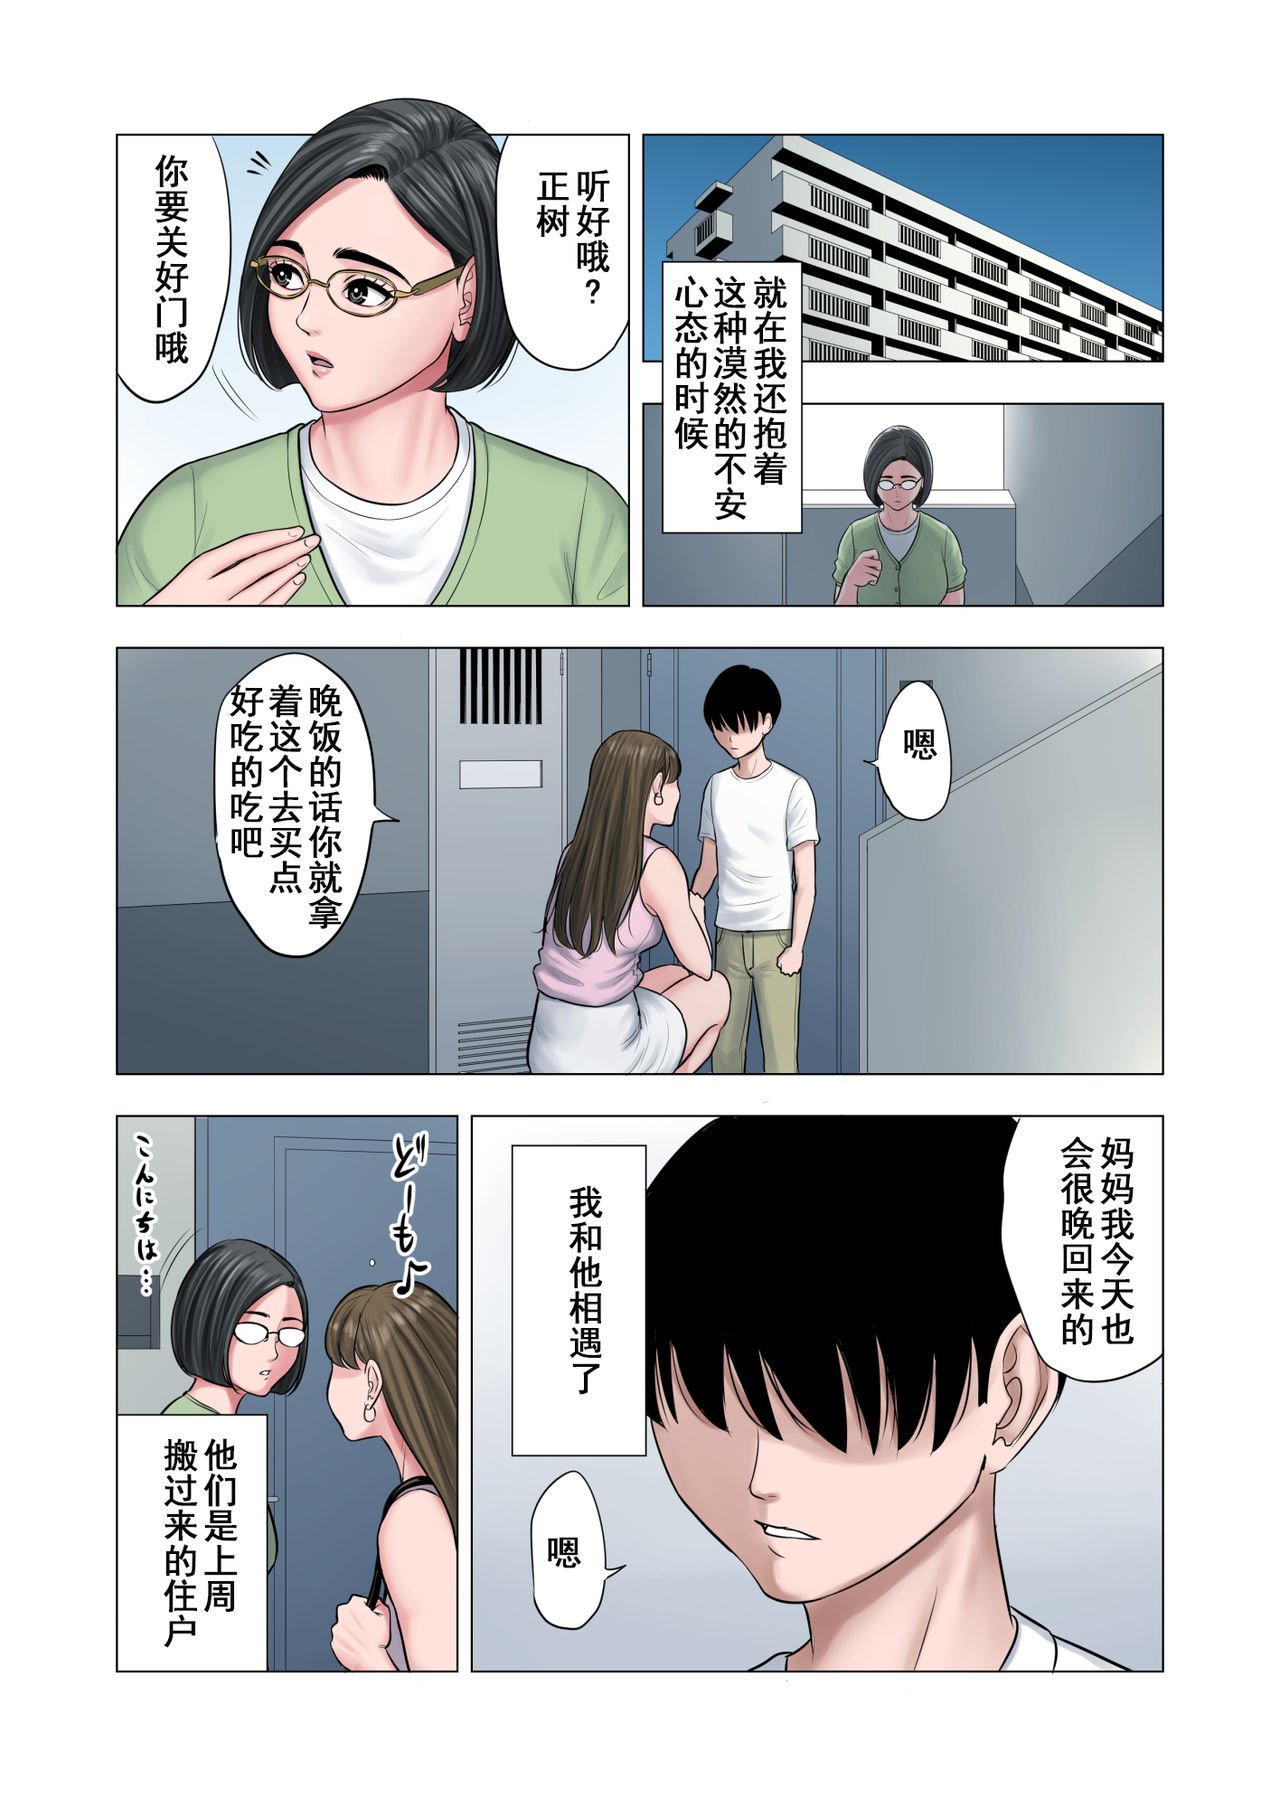 就在我还抱着
这种漠然的不安
心态的时候
听好哦?
正树
你要关好门哦
嗯
晚饭的话你就拿
着这个去买点
好吃的吃吧
妈妈我今天也
会很晚回来的
我和他相遇了
嗯
どーも♪
こんにちは…
他们是上周
搬过来的住户